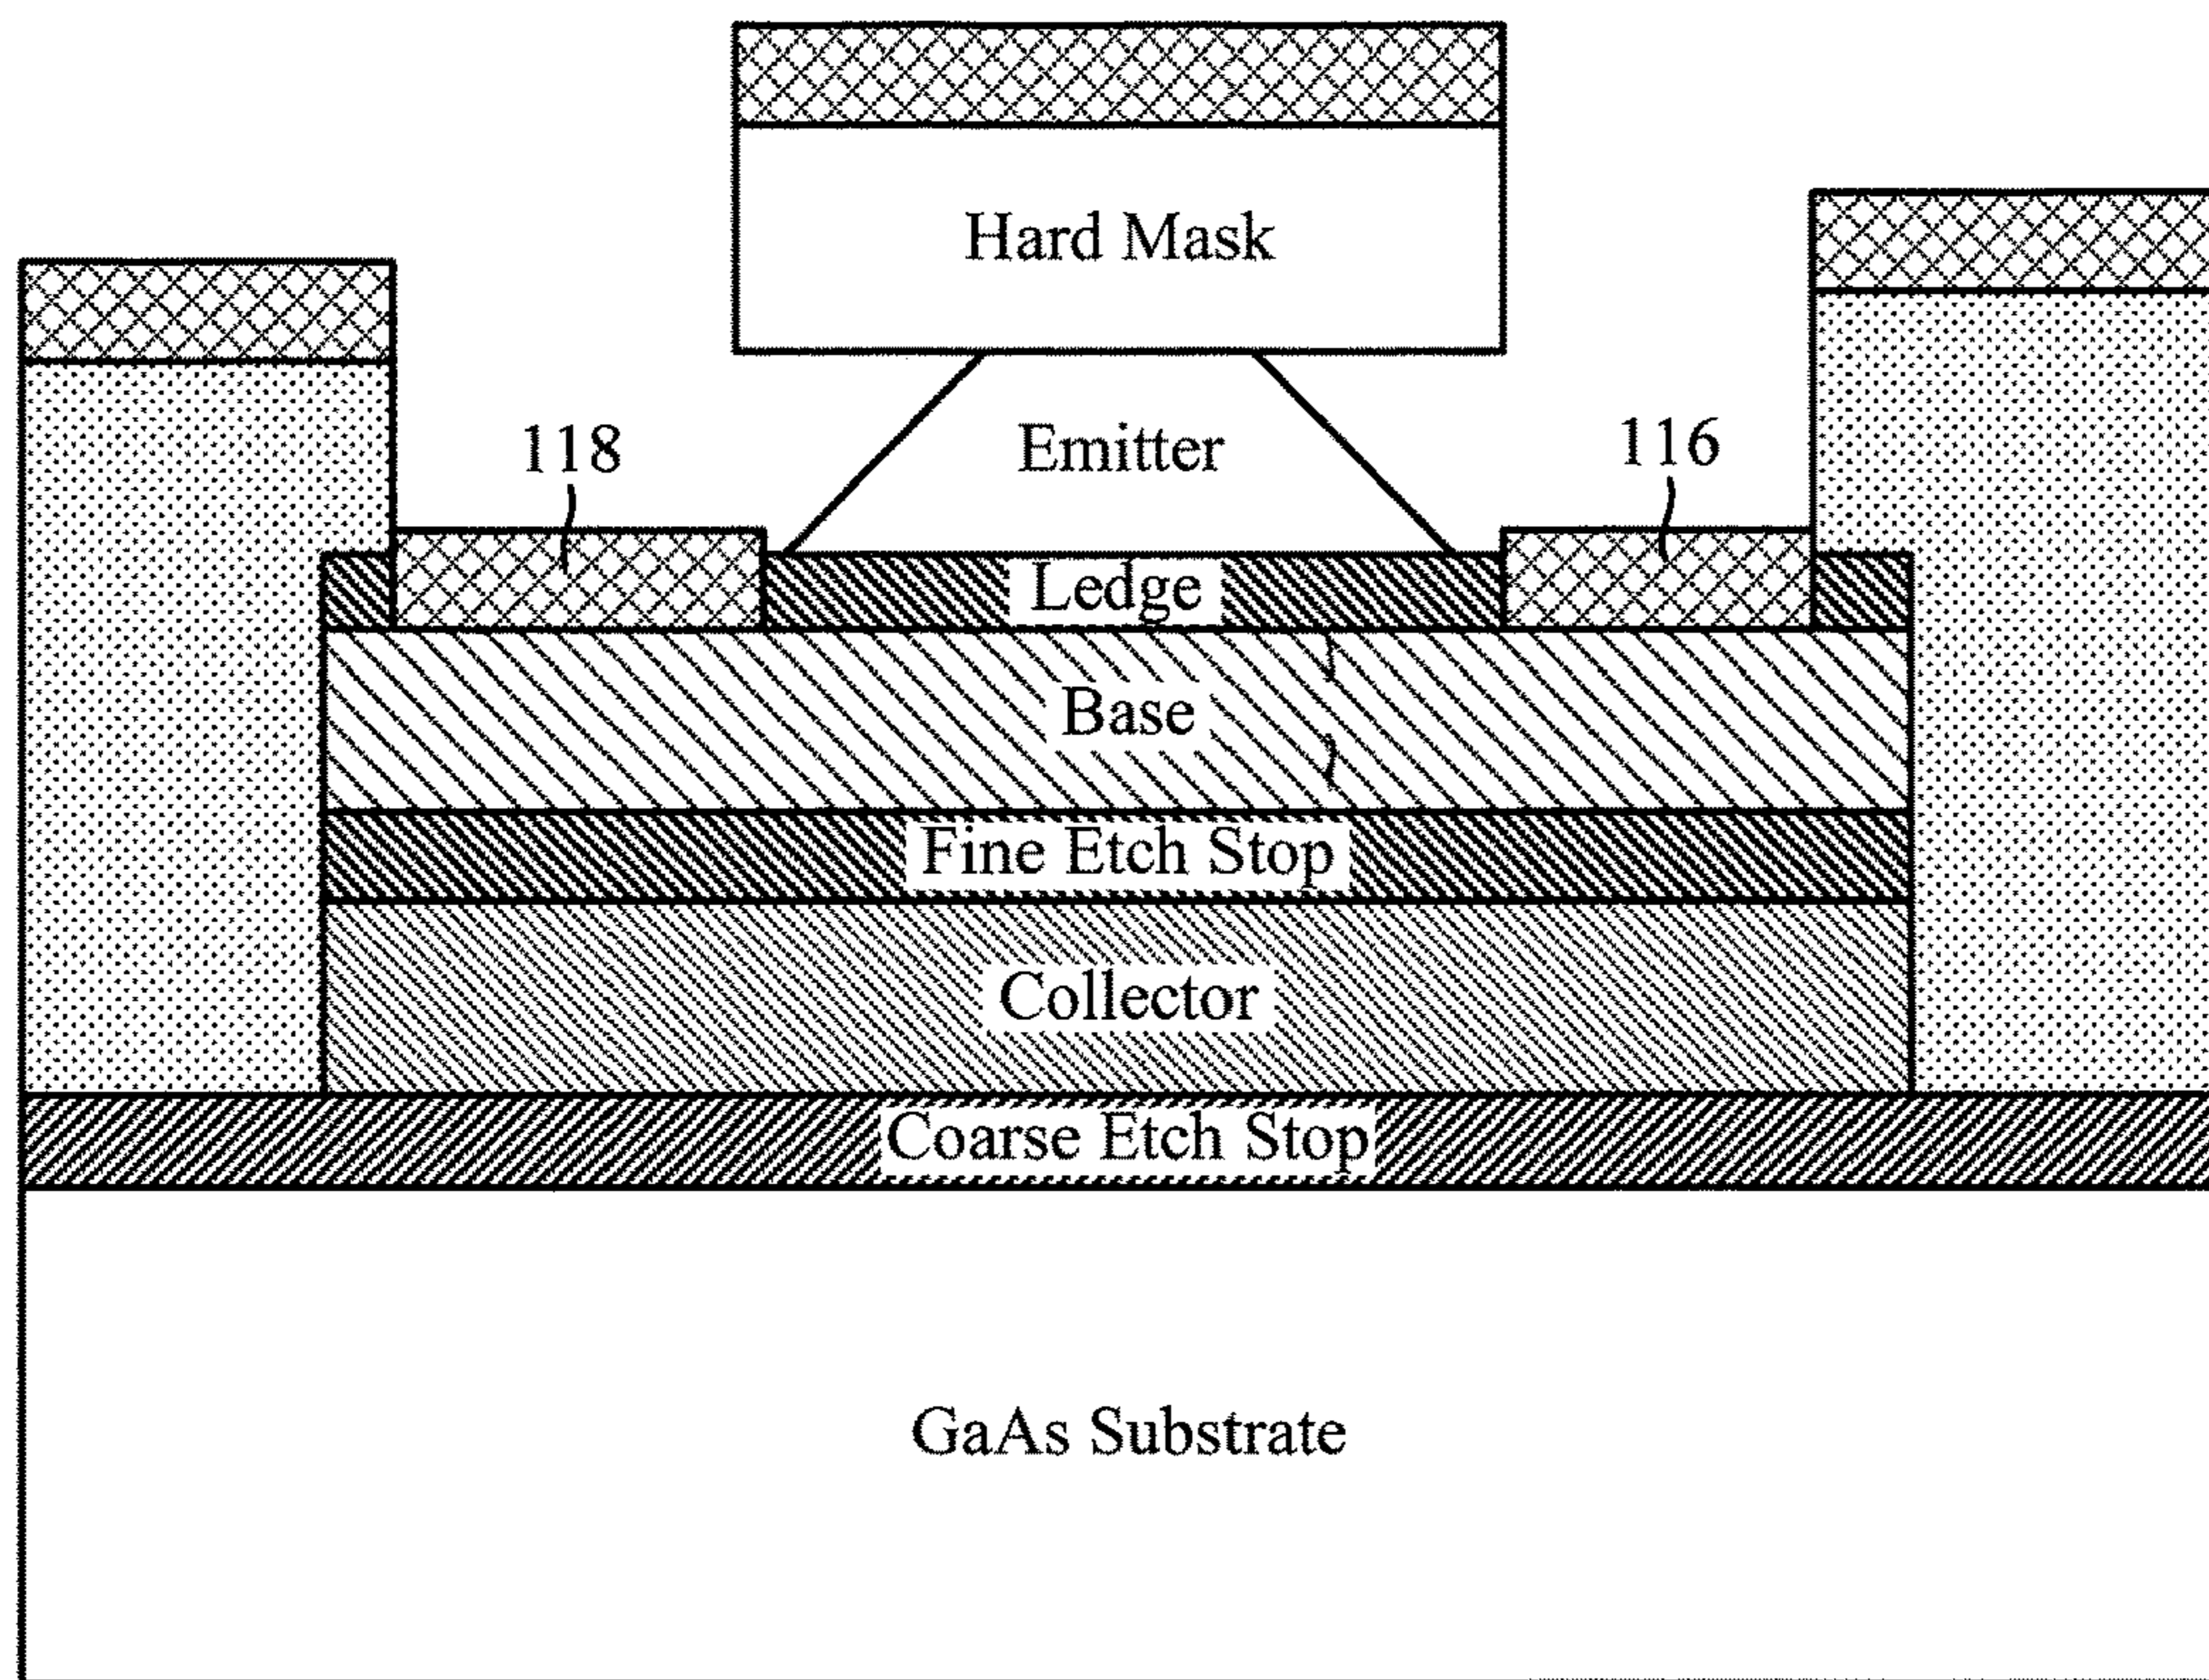 Hard Mask
118
Emitter
116
Ledge
Base
Fine Etch Stop
Collector
Coarse Etch Stop
GaAs Substrate